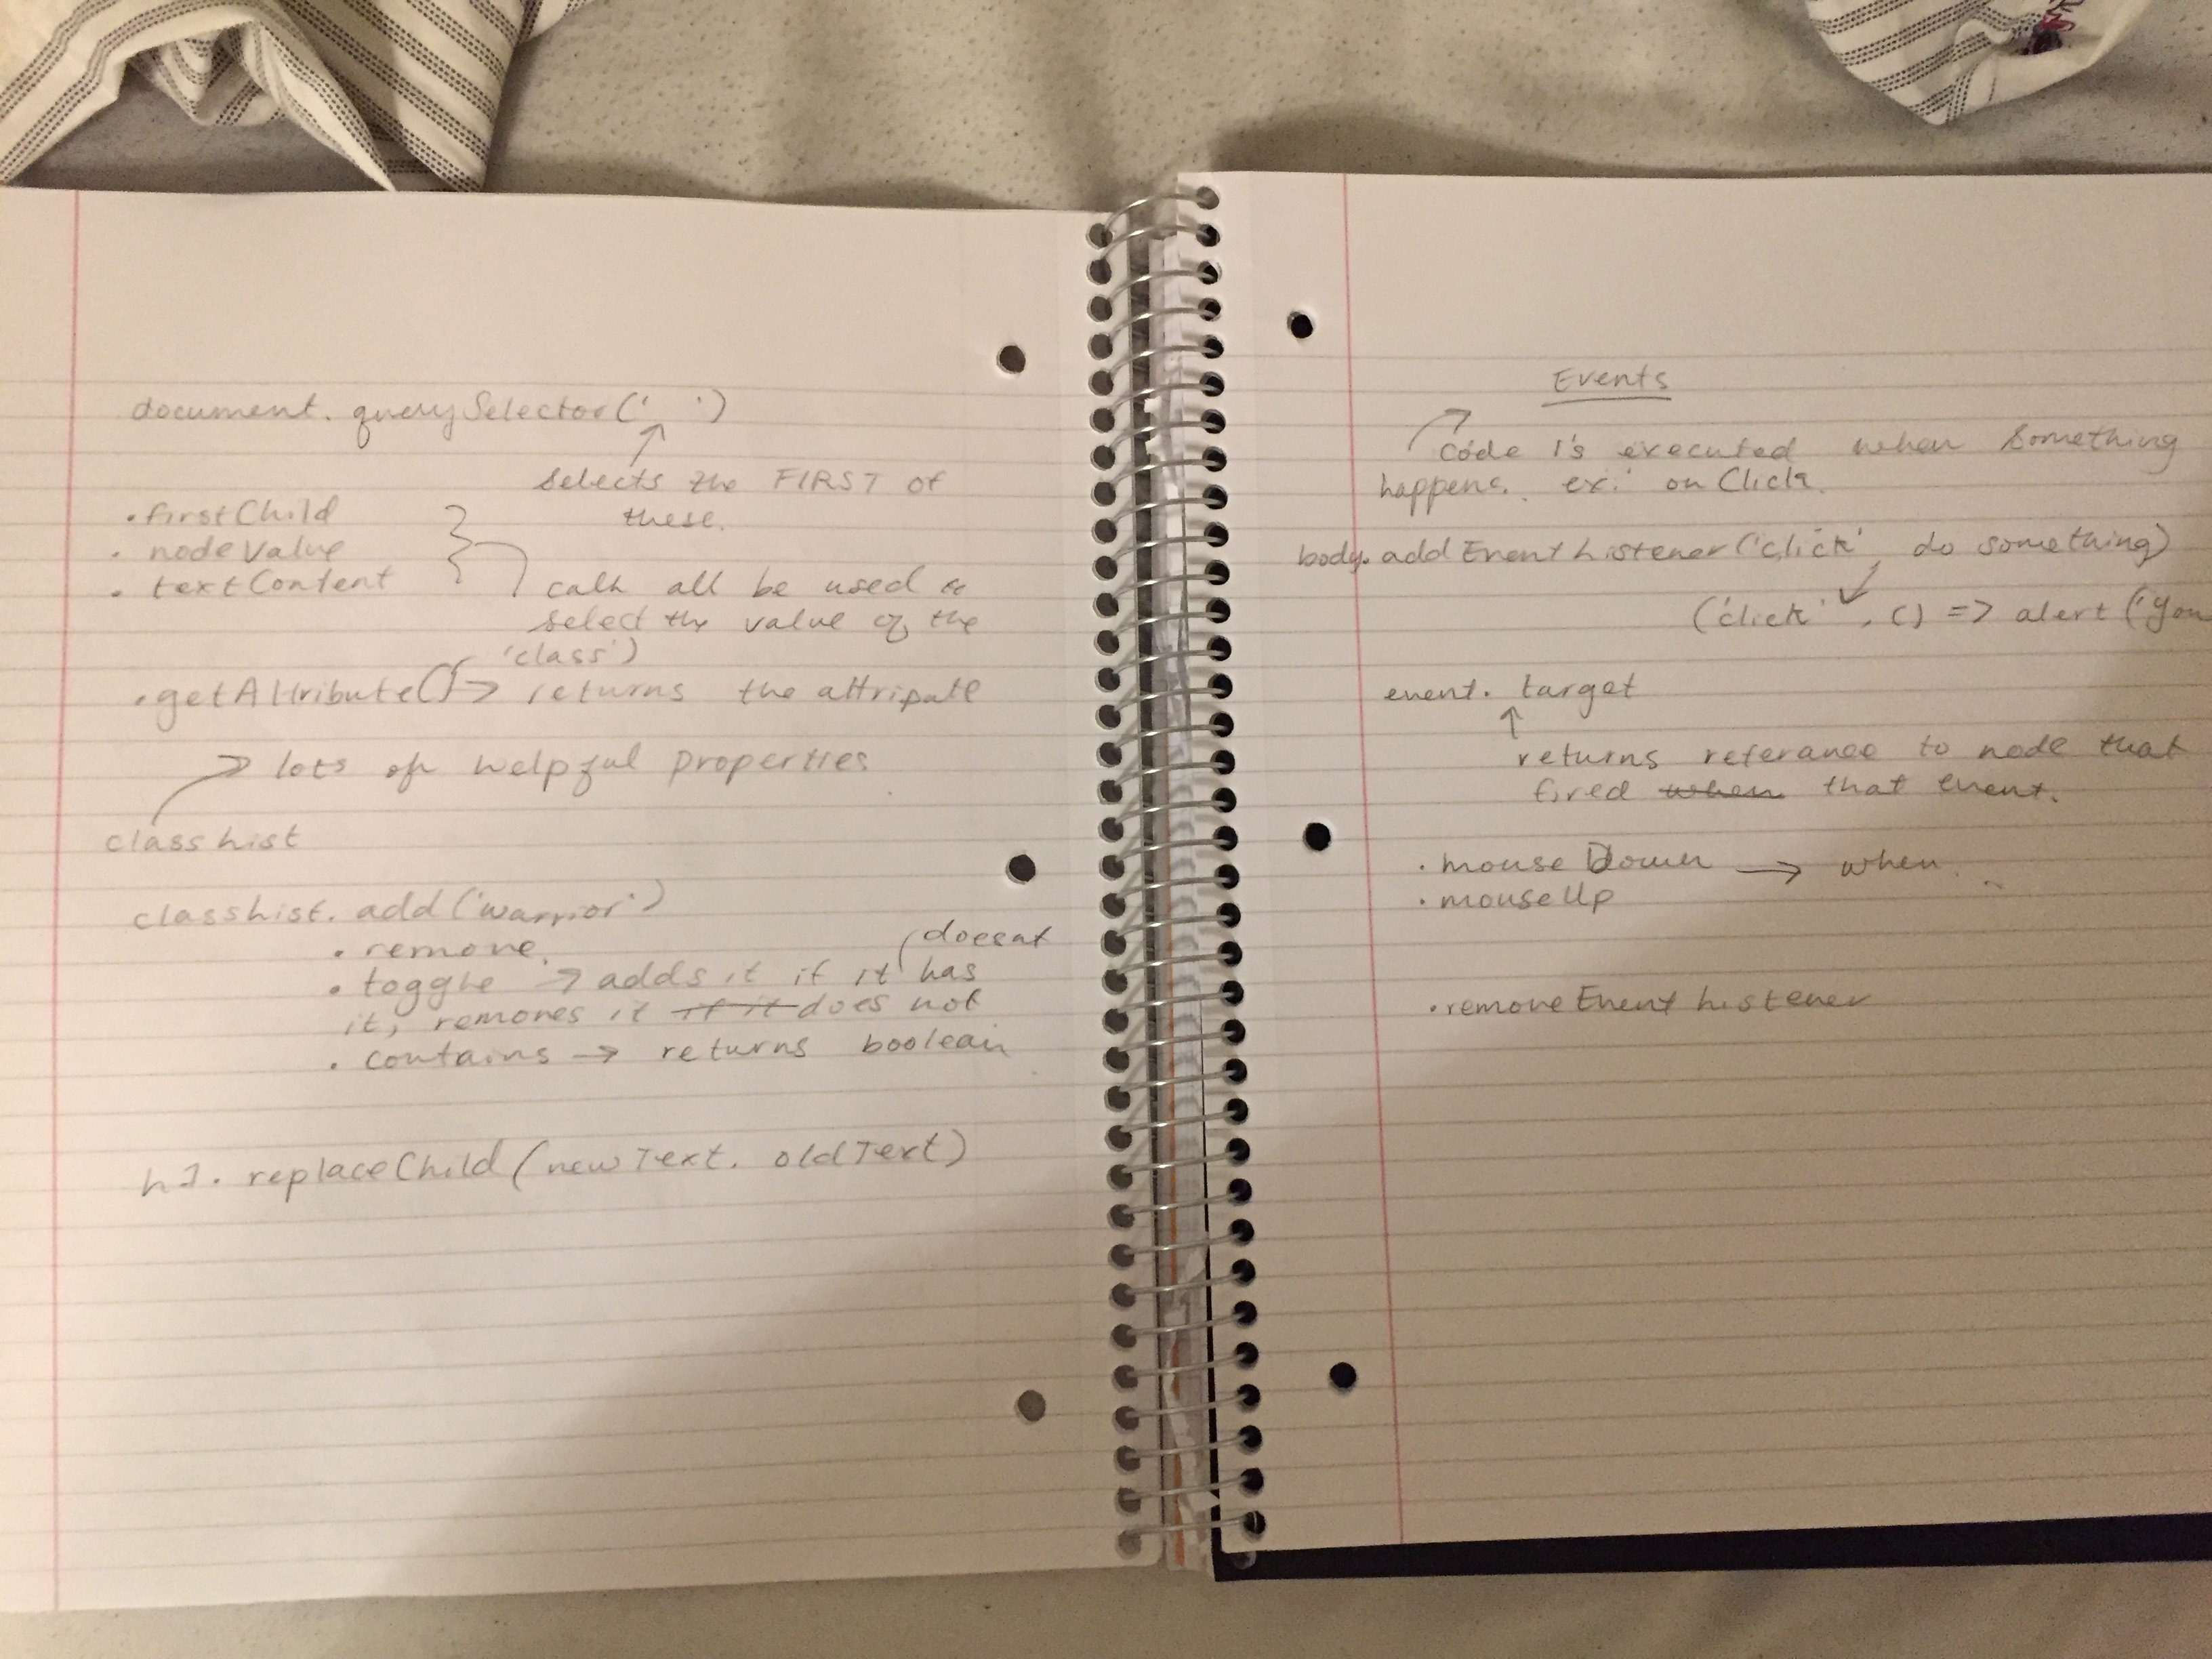 document.querySelector(' ')
selects the FIRST of
these.
. firstChild
. nodeValue
. textContent } call all be used to
select the value of the
. getAttribute('class') → returns the attribute
→ lots of helpful properties
classList
classList.add('warrior')
. remove
. toggle → adds it if it has (doesnt
it, removes it if it does not
. contains → returns boolean
h1.replaceChild(newText, oldText)
Events
code is executed when something
happens. ex: onClick
body.addEventListener('click', do something)
('click', () => alert('you
event.target
returns referance to node that
fired when that event.
. mouseDown → when ..
. mouseUp
. removeEventListener